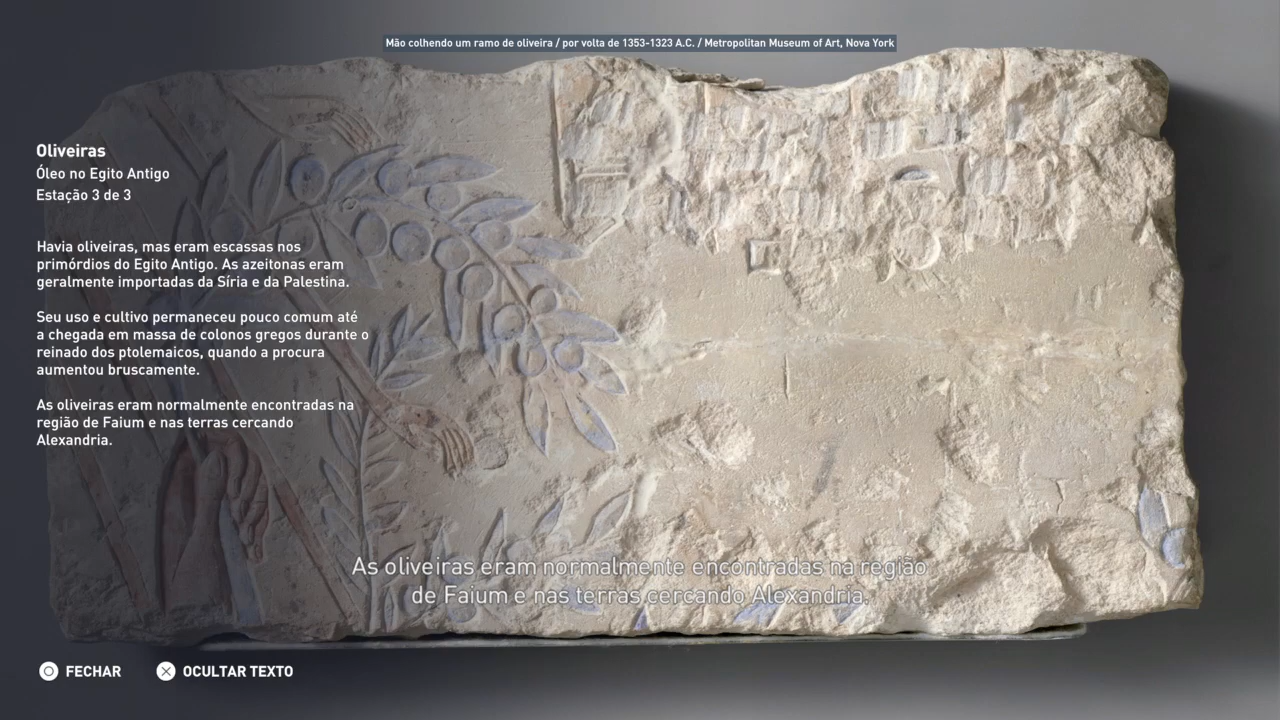 Mão colhendo um ramo de oliveira / por volta de 1353-1323 A.C. / Metropolitan Museum of Art, Nova York
Oliveiras
Óleo no Egito Antigo
Estação 3 de 3
Havia oliveiras, mas eram escassas nos
primórdios do Egito Antigo. As azeitonas eram
geralmente importadas da Síria e da Palestina.
Seu uso e cultivo permaneceu pouco comum até
a chegada em massa de colonos gregos durante o
reinado dos ptolemaicos, quando a procura
aumentou bruscamente.
As oliveiras eram normalmente encontradas na
região de Faium e nas terras cercando
Alexandria.
As oliveiras eram normalmente encontradas na região
de Faium e nas terras cercando Alexandria.
FECHAR
OCULTAR TEXTO